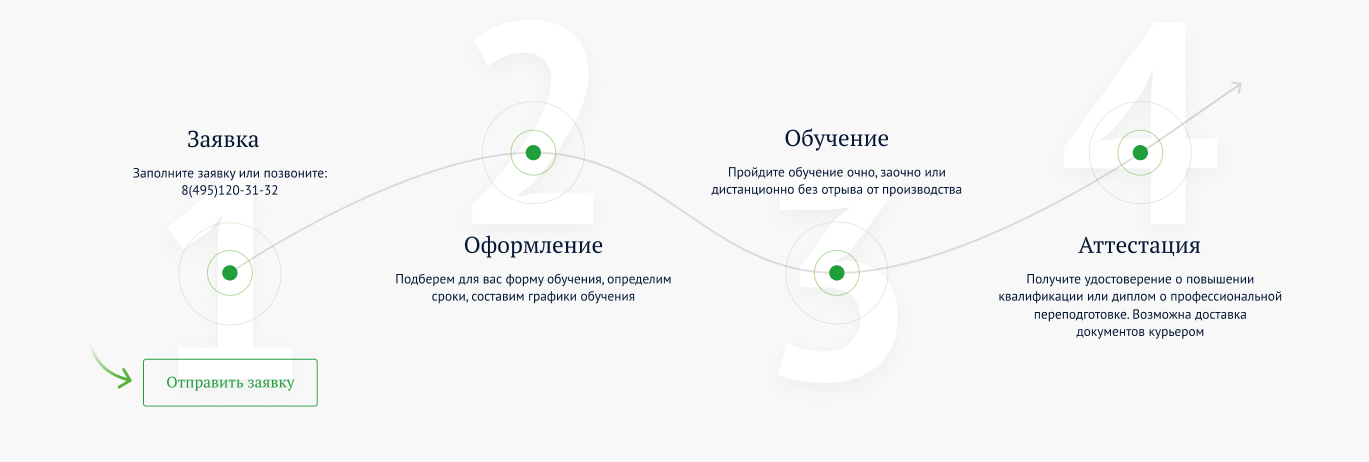 1
Заявка
Заполните заявку или позвоните:
8(495)120-31-32
Отправить заявку
2
Оформление
Подберем для вас форму обучения, определим
сроки, составим графики обучения
3
Обучение
Пройдите обучение очно, заочно или
дистанционно без отрыва от производства
4
Аттестация
Получите удостоверение о повышении
квалификации или диплом о профессиональной
переподготовке. Возможна доставка
документов курьером